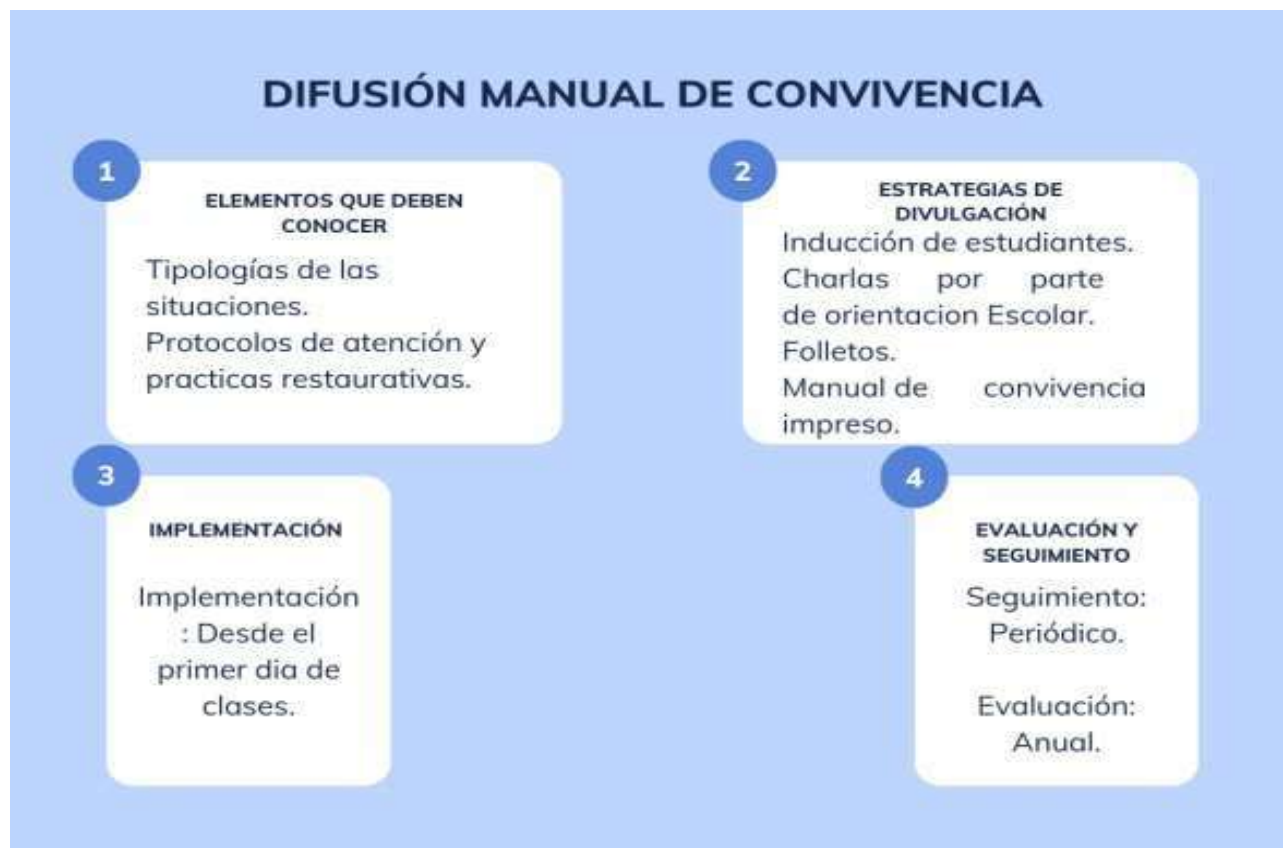 DIFUSIÓN MANUAL DE CONVIVENCIA
1
ELEMENTOS QUE DEBEN
CONOCER
Tipologías de las
situaciones.
Protocolos de atención y
practicas restaurativas.
2
ESTRATEGIAS DE
DIVULGACIÓN
Inducción de estudiantes.
Charlas por parte
de orientacion Escolar.
Folletos.
Manual de convivencia
impreso.
3
IMPLEMENTACIÓN
Implementación
: Desde el
primer dia de
clases.
4
EVALUACIÓN Y
SEGUIMIENTO
Seguimiento:
Periódico.
Evaluación:
Anual.